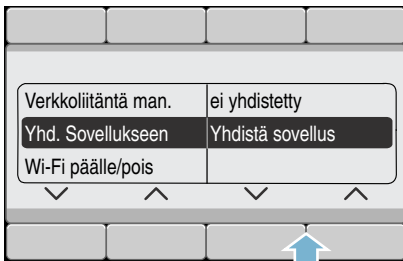 Verkkoliitäntä man. ei yhdistetty
Yhd. Sovellukseen Yhdistä sovellus
Wi-Fi päälle/pois